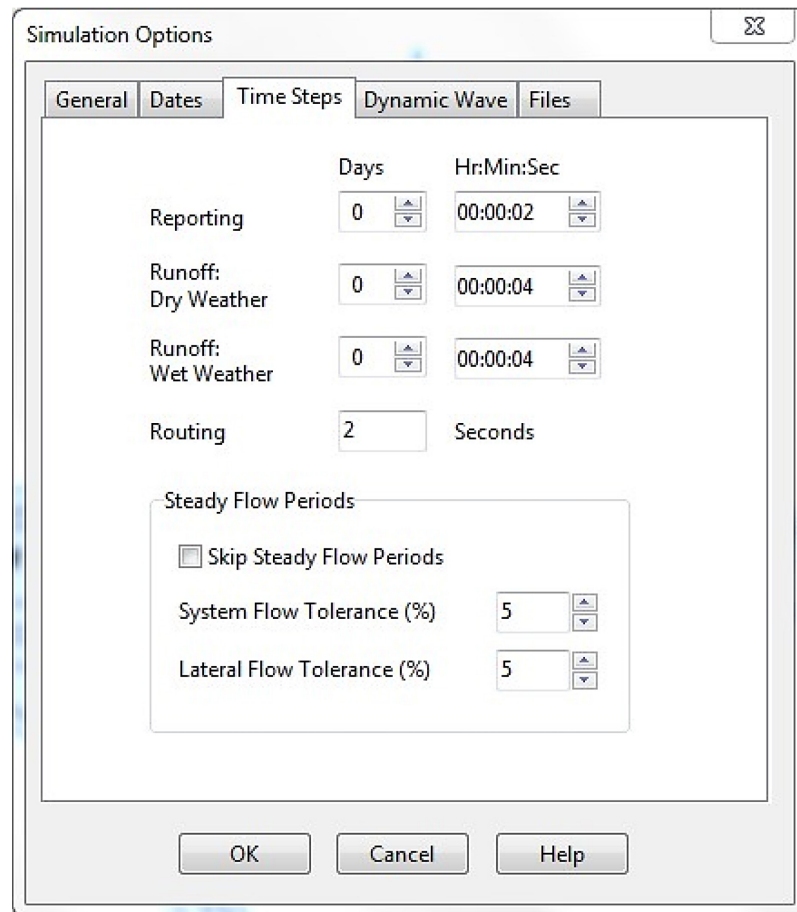 Simulation Options
General Dates Time Steps Dynamic Wave Files
Days Hr:Min:Sec
Reporting 0 00:00:02
Runoff:
Dry Weather 0 00:00:04
Runoff:
Wet Weather 0 00:00:04
Routing 2 Seconds
Steady Flow Periods
Skip Steady Flow Periods
System Flow Tolerance (%) 5
Lateral Flow Tolerance (%) 5
OK Cancel Help